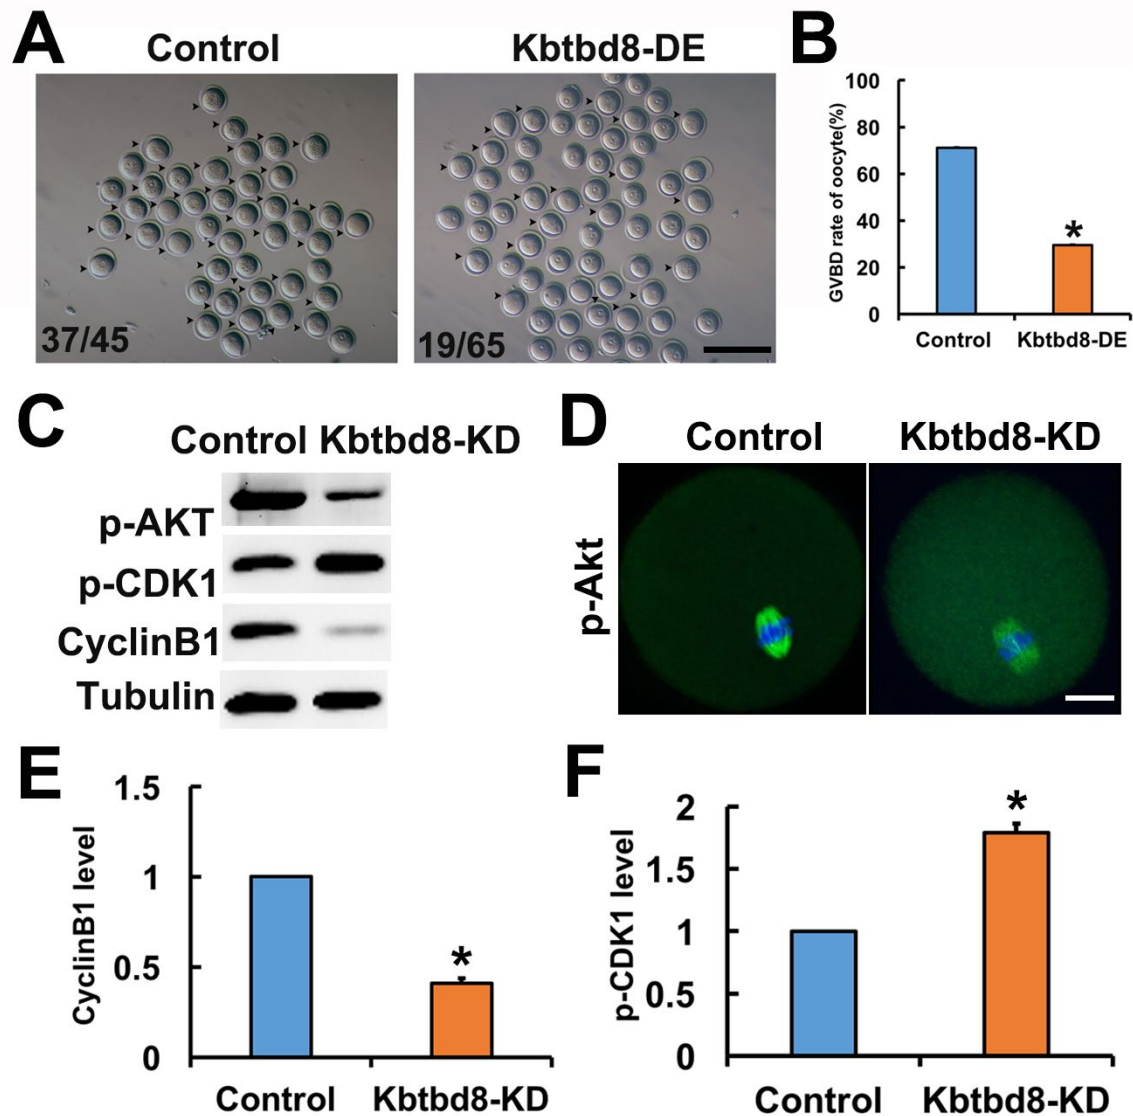 A
Control
Kbtbd8-DE
37/45
19/65
B
GVBD rate of oocyte(%)
100
80
60
40
20
0
*
Control
Kbtbd8-DE
C
Control Kbtbd8-KD
p-AKT
p-CDK1
CyclinB1
Tubulin
D
Control
Kbtbd8-KD
p-Akt
E
CyclinB1 level
1.5
1
0.5
0
*
Control
Kbtbd8-KD
F
p-CDK1 level
2
1.5
1
0.5
0
*
Control
Kbtbd8-KD